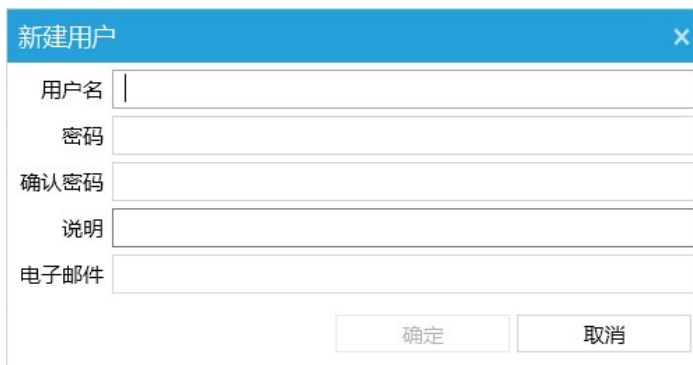 新建用户
用户名
密码
确认密码
说明
电子邮件
确定 取消